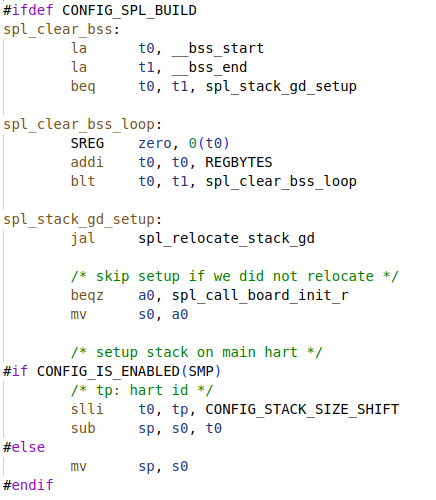 #ifdef CONFIG_SPL_BUILD
spl_clear_bss:
la t0, __bss_start
la t1, __bss_end
beq t0, t1, spl_stack_gd_setup
spl_clear_bss_loop:
SREG zero, 0(t0)
addi t0, t0, REGBYTES
blt t0, t1, spl_clear_bss_loop
spl_stack_gd_setup:
jal spl_relocate_stack_gd
/* skip setup if we did not relocate */
beqz a0, spl_call_board_init_r
mv s0, a0
/* setup stack on main hart */
#if CONFIG_IS_ENABLED(SMP)
/* tp: hart id */
slli t0, tp, CONFIG_STACK_SIZE_SHIFT
sub sp, s0, t0
#else
mv sp, s0
#endif